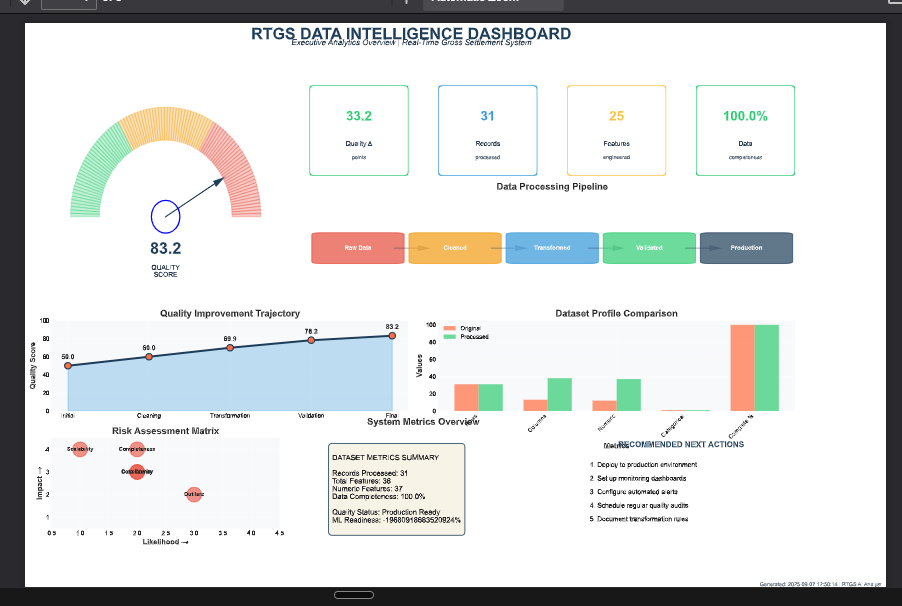 RTGS DATA INTELLIGENCE DASHBOARD
Executive Analytics Overview | Real-Time Gross Settlement System
83.2
QUALITY
SCORE
33.2
Quality Δ
points
31
Records
processed
25
Features
engineered
100.0%
Data
completeness
Data Processing Pipeline
Raw Data
Cleaned
Transformed
Validated
Production
Quality Improvement Trajectory
Quality Score
100
80
60
40
20
0
50.0
60.0
69.9
78.2
83.2
Initial
Cleaning
Transformation
Validation
Final
Dataset Profile Comparison
Values
100
80
60
40
20
0
Original
Processed
Columns
Numeric
Categorical
Complete %
Metrics
Risk Assessment Matrix
Impact →
4
3
2
1
Scalability
Completeness
Outliers
0.5 1.0 1.5 2.0 2.5 3.0 3.5 4.0 4.5
Likelihood →
System Metrics Overview
DATASET METRICS SUMMARY
Records Processed: 31
Total Features: 38
Numeric Features: 37
Data Completeness: 100.0%
Quality Status: Production Ready
ML Readiness: -19680918683520924%
RECOMMENDED NEXT ACTIONS
1. Deploy to production environment
2. Set up monitoring dashboards
3. Configure automated alerts
4. Schedule regular quality audits
5. Document transformation rules
Generated: 2025-09-07 17:50:14 | RTGS AI Analyst